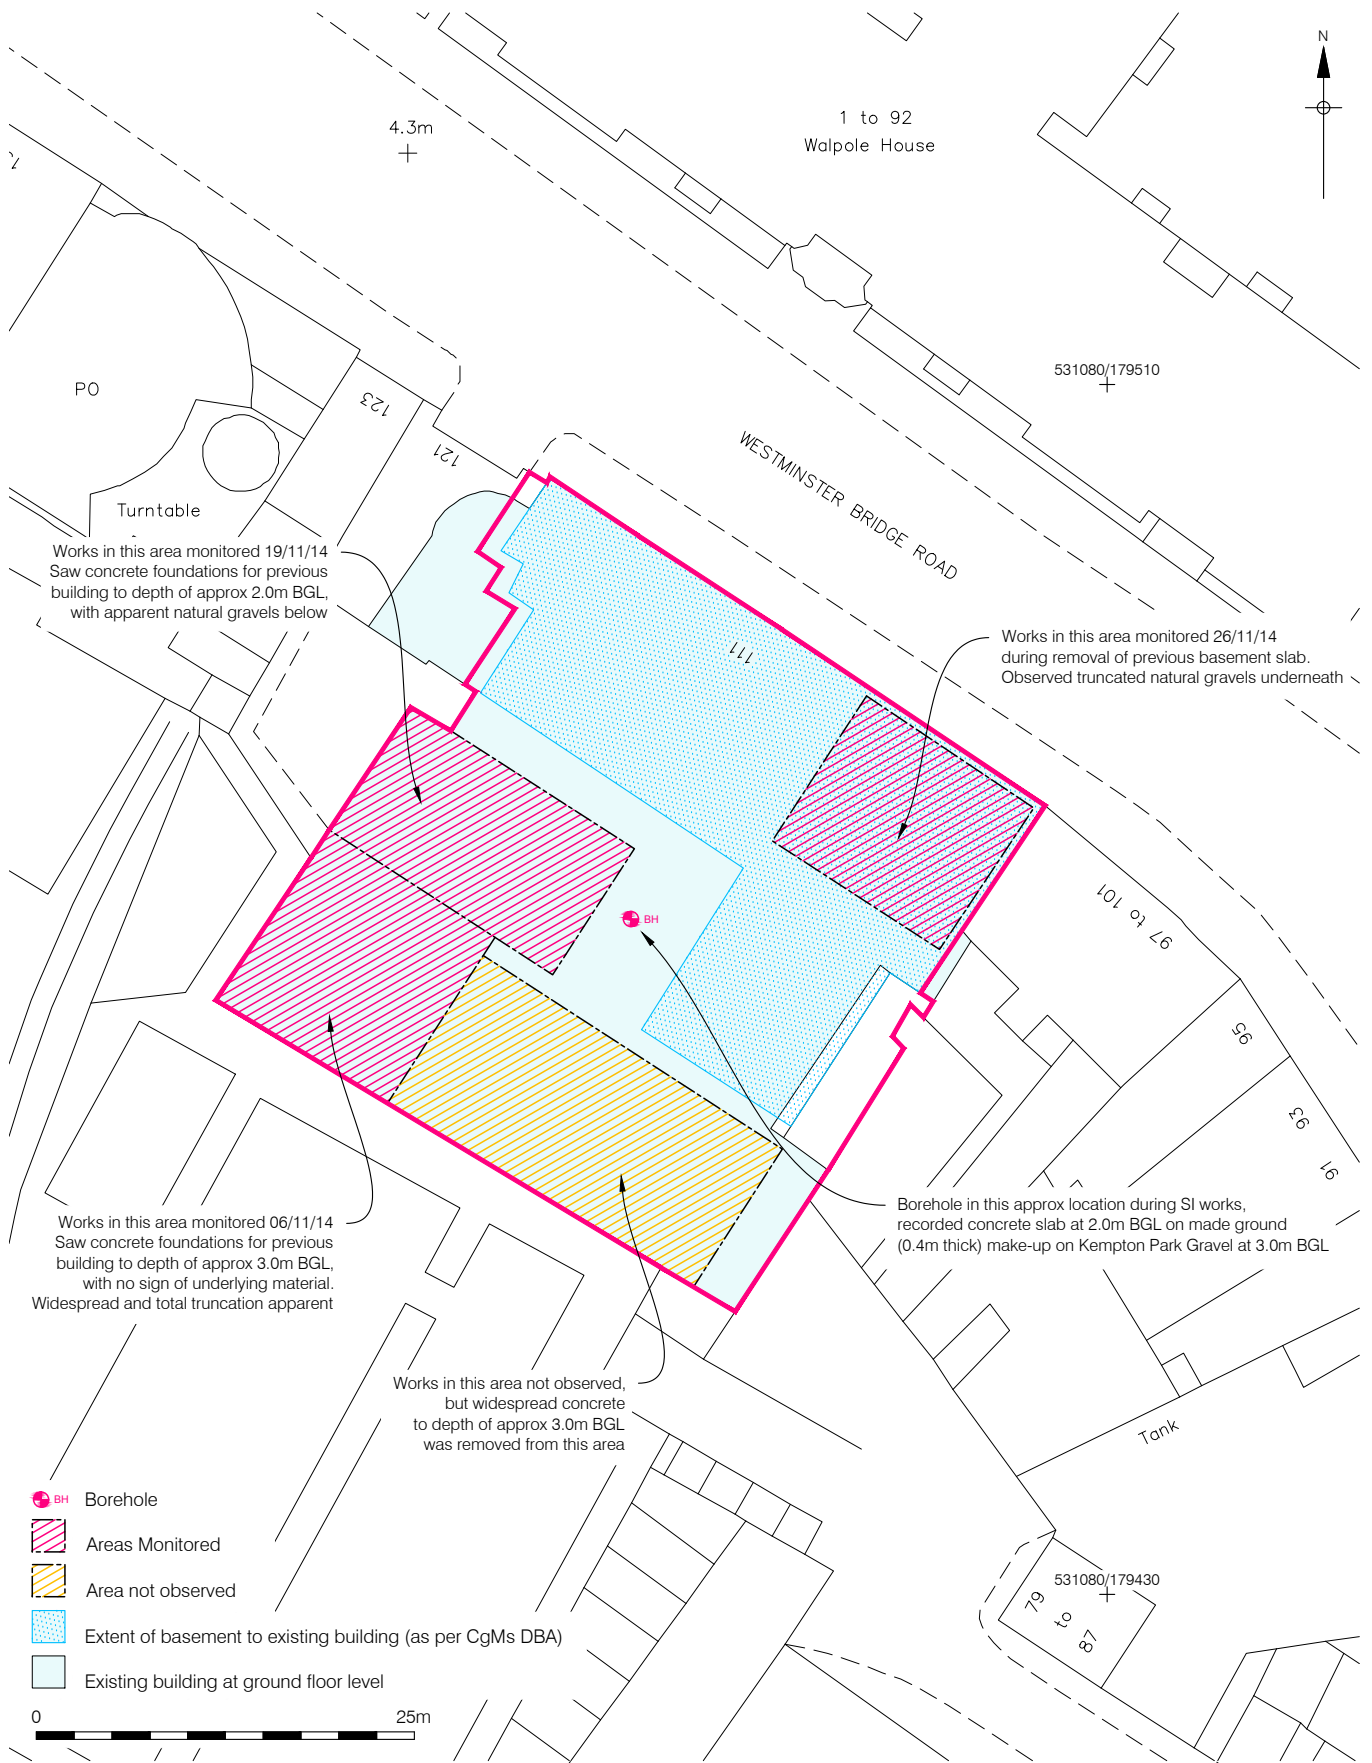 N
1 to 92
Walpole House
4.3m
PO
123
121
Turntable
531080/179510
WESTMINSTER BRIDGE ROAD
Works in this area monitored 19/11/14
Saw concrete foundations for previous
building to depth of approx 2.0m BGL,
with apparent natural gravels below
111
Works in this area monitored 26/11/14
during removal of previous basement slab.
Observed truncated natural gravels underneath
97 to 101
BH
95
93
91
Borehole in this approx location during SI works,
recorded concrete slab at 2.0m BGL on made ground
(0.4m thick) make-up on Kempton Park Gravel at 3.0m BGL
Works in this area monitored 06/11/14
Saw concrete foundations for previous
building to depth of approx 3.0m BGL,
with no sign of underlying material.
Widespread and total truncation apparent
Works in this area not observed,
but widespread concrete
to depth of approx 3.0m BGL
was removed from this area
Tank
531080/179430
79
to
87
BH Borehole
Areas Monitored
Area not observed
Extent of basement to existing building (as per CgMs DBA)
Existing building at ground floor level
0 25m